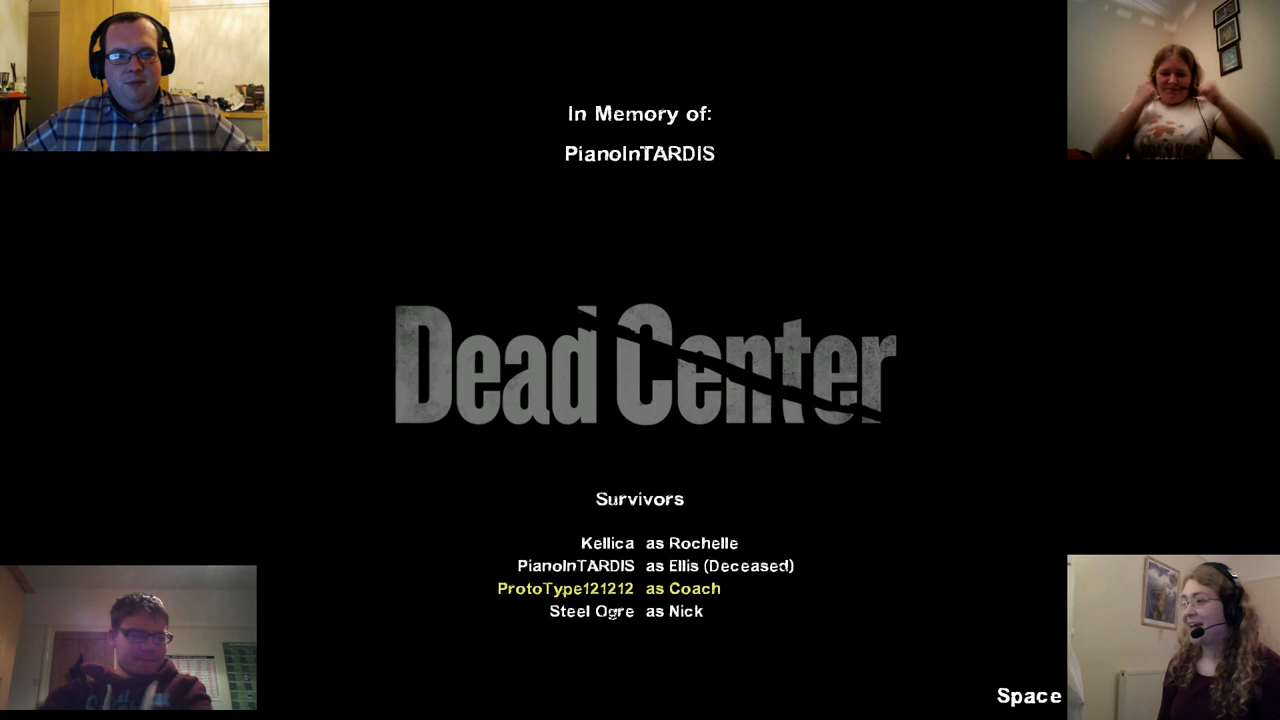 In Memory of:
PianoInTARDIS
Dead Center
Survivors
Kellica as Rochelle
PianoInTARDIS as Ellis (Deceased)
ProtoType121212 as Coach
Steel Ogre as Nick
Space